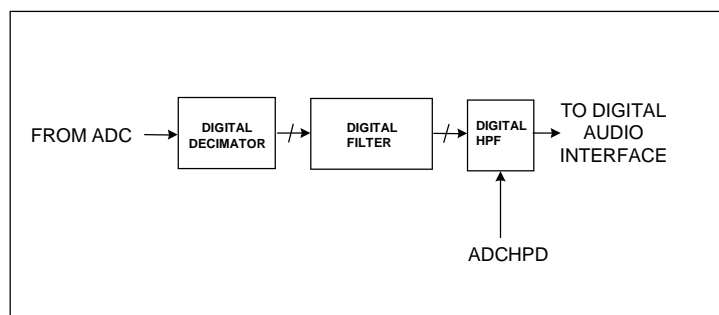 FROM ADC
DIGITAL
DECIMATOR
DIGITAL
FILTER
DIGITAL
HPF
TO DIGITAL
AUDIO
INTERFACE
ADCHPD